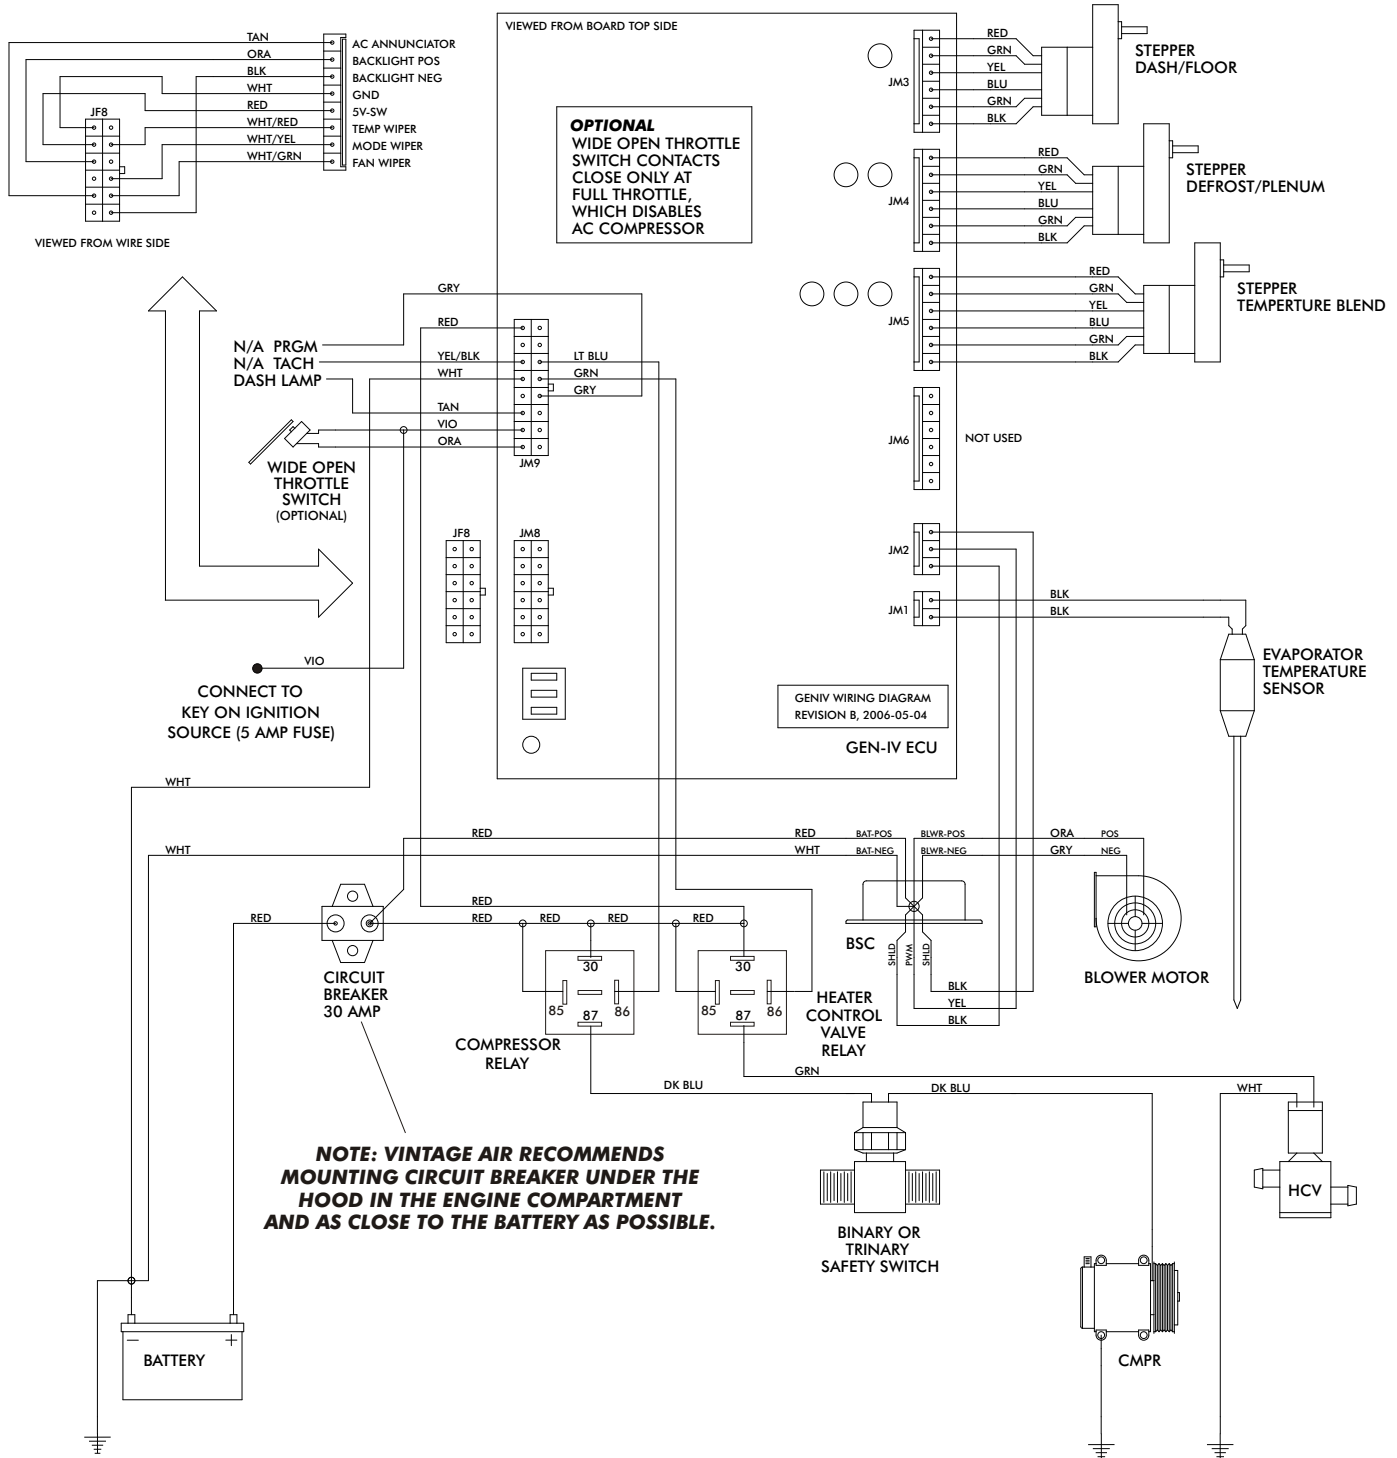 VIEWED FROM BOARD TOP SIDE
TAN
ORA
BLK
WHT
RED
WHT/RED
WHT/YEL
WHT/GRN
AC ANNUNCIATOR
BACKLIGHT POS
BACKLIGHT NEG
GND
5V-SW
TEMP WIPER
MODE WIPER
FAN WIPER
JF8
VIEWED FROM WIRE SIDE
OPTIONAL
WIDE OPEN THROTTLE
SWITCH CONTACTS
CLOSE ONLY AT
FULL THROTTLE,
WHICH DISABLES
AC COMPRESSOR
JM3
RED
GRN
YEL
BLU
GRN
BLK
STEPPER
DASH/FLOOR
JM4
RED
GRN
YEL
BLU
GRN
BLK
STEPPER
DEFROST/PLENUM
JM5
RED
GRN
YEL
BLU
GRN
BLK
STEPPER
TEMPERTURE BLEND
JM6
NOT USED
JM2
JM1
BLK
BLK
EVAPORATOR
TEMPERATURE
SENSOR
GRY
RED
N/A PRGM
N/A TACH
DASH LAMP
YEL/BLK
WHT
TAN
VIO
ORA
LT BLU
GRN
GRY
JM9
WIDE OPEN
THROTTLE
SWITCH
(OPTIONAL)
JF8
JM8
VIO
CONNECT TO
KEY ON IGNITION
SOURCE (5 AMP FUSE)
GENIV WIRING DIAGRAM
REVISION B, 2006-05-04
GEN-IV ECU
WHT
RED
RED
BAT-POS
BLWR-POS
ORA
POS
WHT
WHT
BAT-NEG
BLWR-NEG
GRY
NEG
RED
RED
RED
RED
RED
RED
BSC
SHLD
PWM
SHLD
BLK
YEL
BLK
BLOWER MOTOR
CIRCUIT
BREAKER
30 AMP
30
85
86
87
COMPRESSOR
RELAY
30
85
86
87
HEATER
CONTROL
VALVE
RELAY
GRN
DK BLU
DK BLU
WHT
NOTE: VINTAGE AIR RECOMMENDS
MOUNTING CIRCUIT BREAKER UNDER THE
HOOD IN THE ENGINE COMPARTMENT
AND AS CLOSE TO THE BATTERY AS POSSIBLE.
BINARY OR
TRINARY
SAFETY SWITCH
HCV
CMPR
− +
BATTERY